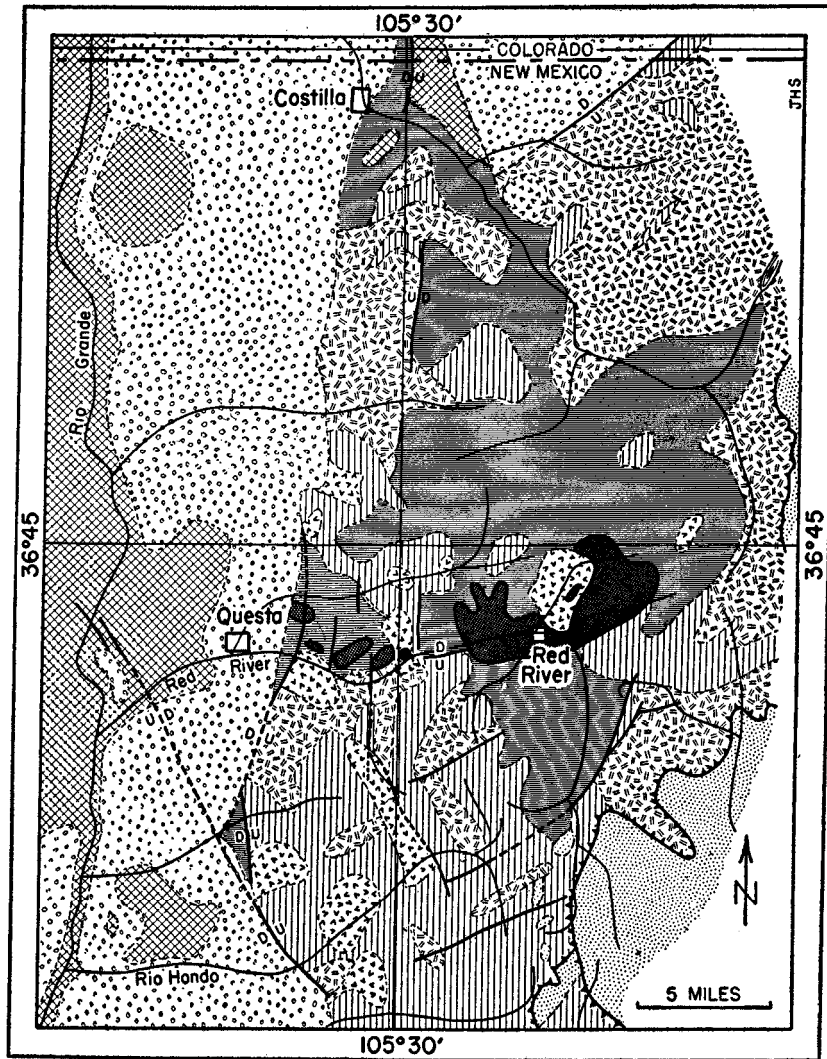 105°30′
COLORADO
NEW MEXICO
JHS
D U
Costilla
D
U
U D
Rio Grande
36°45
36°45
Questa
Red River
D
U
Red
River
U D
D U
D U
D U
N
5 MILES
Rio Hondo
105°30′